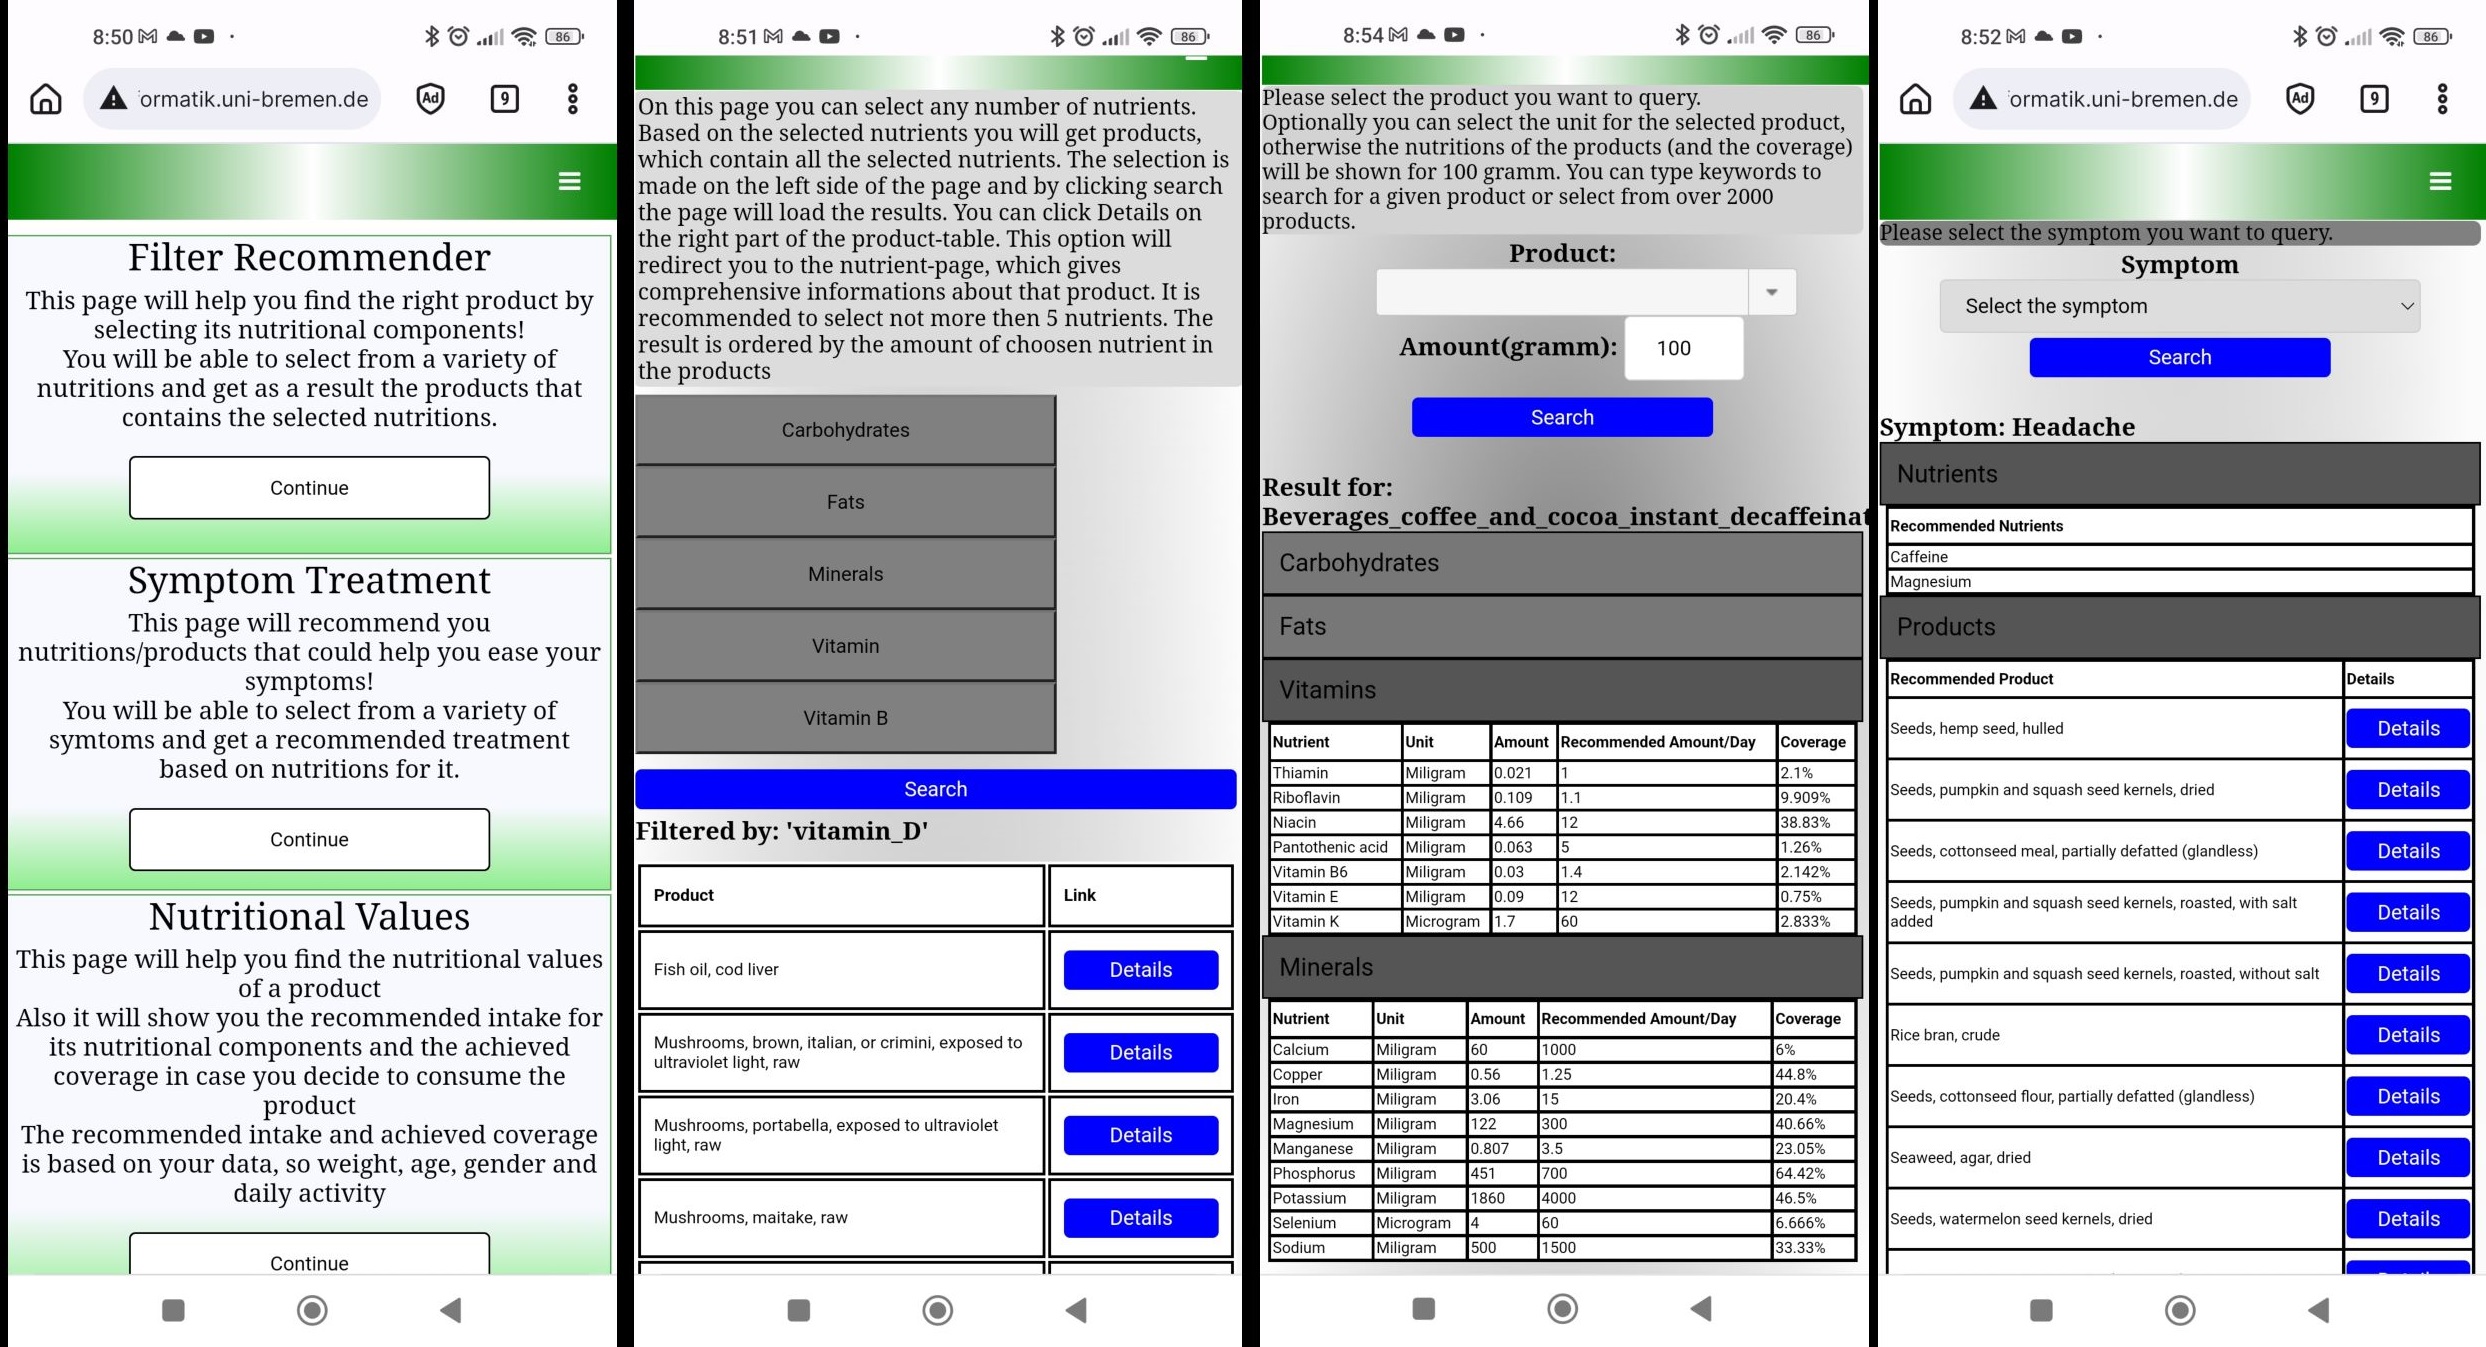 8:50
86
ormatik.uni-bremen.de
Ad
9
Filter Recommender
This page will help you find the right product by
selecting its nutritional components!
You will be able to select from a variety of
nutritions and get as a result the products that
contains the selected nutritions.
Continue
Symptom Treatment
This page will recommend you
nutritions/products that could help you ease your
symptoms!
You will be able to select from a variety of
symtoms and get a recommended treatment
based on nutritions for it.
Continue
Nutritional Values
This page will help you find the nutritional values
of a product
Also it will show you the recommended intake for
its nutritional components and the achieved
coverage in case you decide to consume the
product
The recommended intake and achieved coverage
is based on your data, so weight, age, gender and
daily activity
Continue
8:51
86
On this page you can select any number of nutrients.
Based on the selected nutrients you will get products,
which contain all the selected nutrients. The selection is
made on the left side of the page and by clicking search
the page will load the results. You can click Details on
the right part of the product-table. This option will
redirect you to the nutrient-page, which gives
comprehensive informations about that product. It is
recommended to select not more then 5 nutrients. The
result is ordered by the amount of choosen nutrient in
the products
Carbohydrates
Fats
Minerals
Vitamin
Vitamin B
Search
Filtered by: 'vitamin_D'
Product Link
Fish oil, cod liver Details
Mushrooms, brown, italian, or crimini, exposed to
ultraviolet light, raw Details
Mushrooms, portabella, exposed to ultraviolet
light, raw Details
Mushrooms, maitake, raw Details
8:54
86
Please select the product you want to query.
Optionally you can select the unit for the selected product,
otherwise the nutritions of the products (and the coverage)
will be shown for 100 gramm. You can type keywords to
search for a given product or select from over 2000
products.
Product:
Amount(gramm): 100
Search
Result for:
Beverages_coffee_and_cocoa_instant_decaffeinat
Carbohydrates
Fats
Vitamins
Nutrient Unit Amount Recommended Amount/Day Coverage
Thiamin Miligram 0.021 1 2.1%
Riboflavin Miligram 0.109 1.1 9.909%
Niacin Miligram 4.66 12 38.83%
Pantothenic acid Miligram 0.063 5 1.26%
Vitamin B6 Miligram 0.03 1.4 2.142%
Vitamin E Miligram 0.09 12 0.75%
Vitamin K Microgram 1.7 60 2.833%
Minerals
Nutrient Unit Amount Recommended Amount/Day Coverage
Calcium Miligram 60 1000 6%
Copper Miligram 0.56 1.25 44.8%
Iron Miligram 3.06 15 20.4%
Magnesium Miligram 122 300 40.66%
Manganese Miligram 0.807 3.5 23.05%
Phosphorus Miligram 451 700 64.42%
Potassium Miligram 1860 4000 46.5%
Selenium Microgram 4 60 6.666%
Sodium Miligram 500 1500 33.33%
8:52
86
ormatik.uni-bremen.de
Ad
9
Please select the symptom you want to query.
Symptom
Select the symptom
Search
Symptom: Headache
Nutrients
Recommended Nutrients
Caffeine
Magnesium
Products
Recommended Product Details
Seeds, hemp seed, hulled Details
Seeds, pumpkin and squash seed kernels, dried Details
Seeds, cottonseed meal, partially defatted (glandless) Details
Seeds, pumpkin and squash seed kernels, roasted, with salt
added Details
Seeds, pumpkin and squash seed kernels, roasted, without salt Details
Rice bran, crude Details
Seeds, cottonseed flour, partially defatted (glandless) Details
Seaweed, agar, dried Details
Seeds, watermelon seed kernels, dried Details